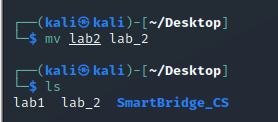 ┌──(kali㉿kali)-[~/Desktop]
└─$ mv lab2 lab_2
┌──(kali㉿kali)-[~/Desktop]
└─$ ls
lab1 lab_2 SmartBridge_CS